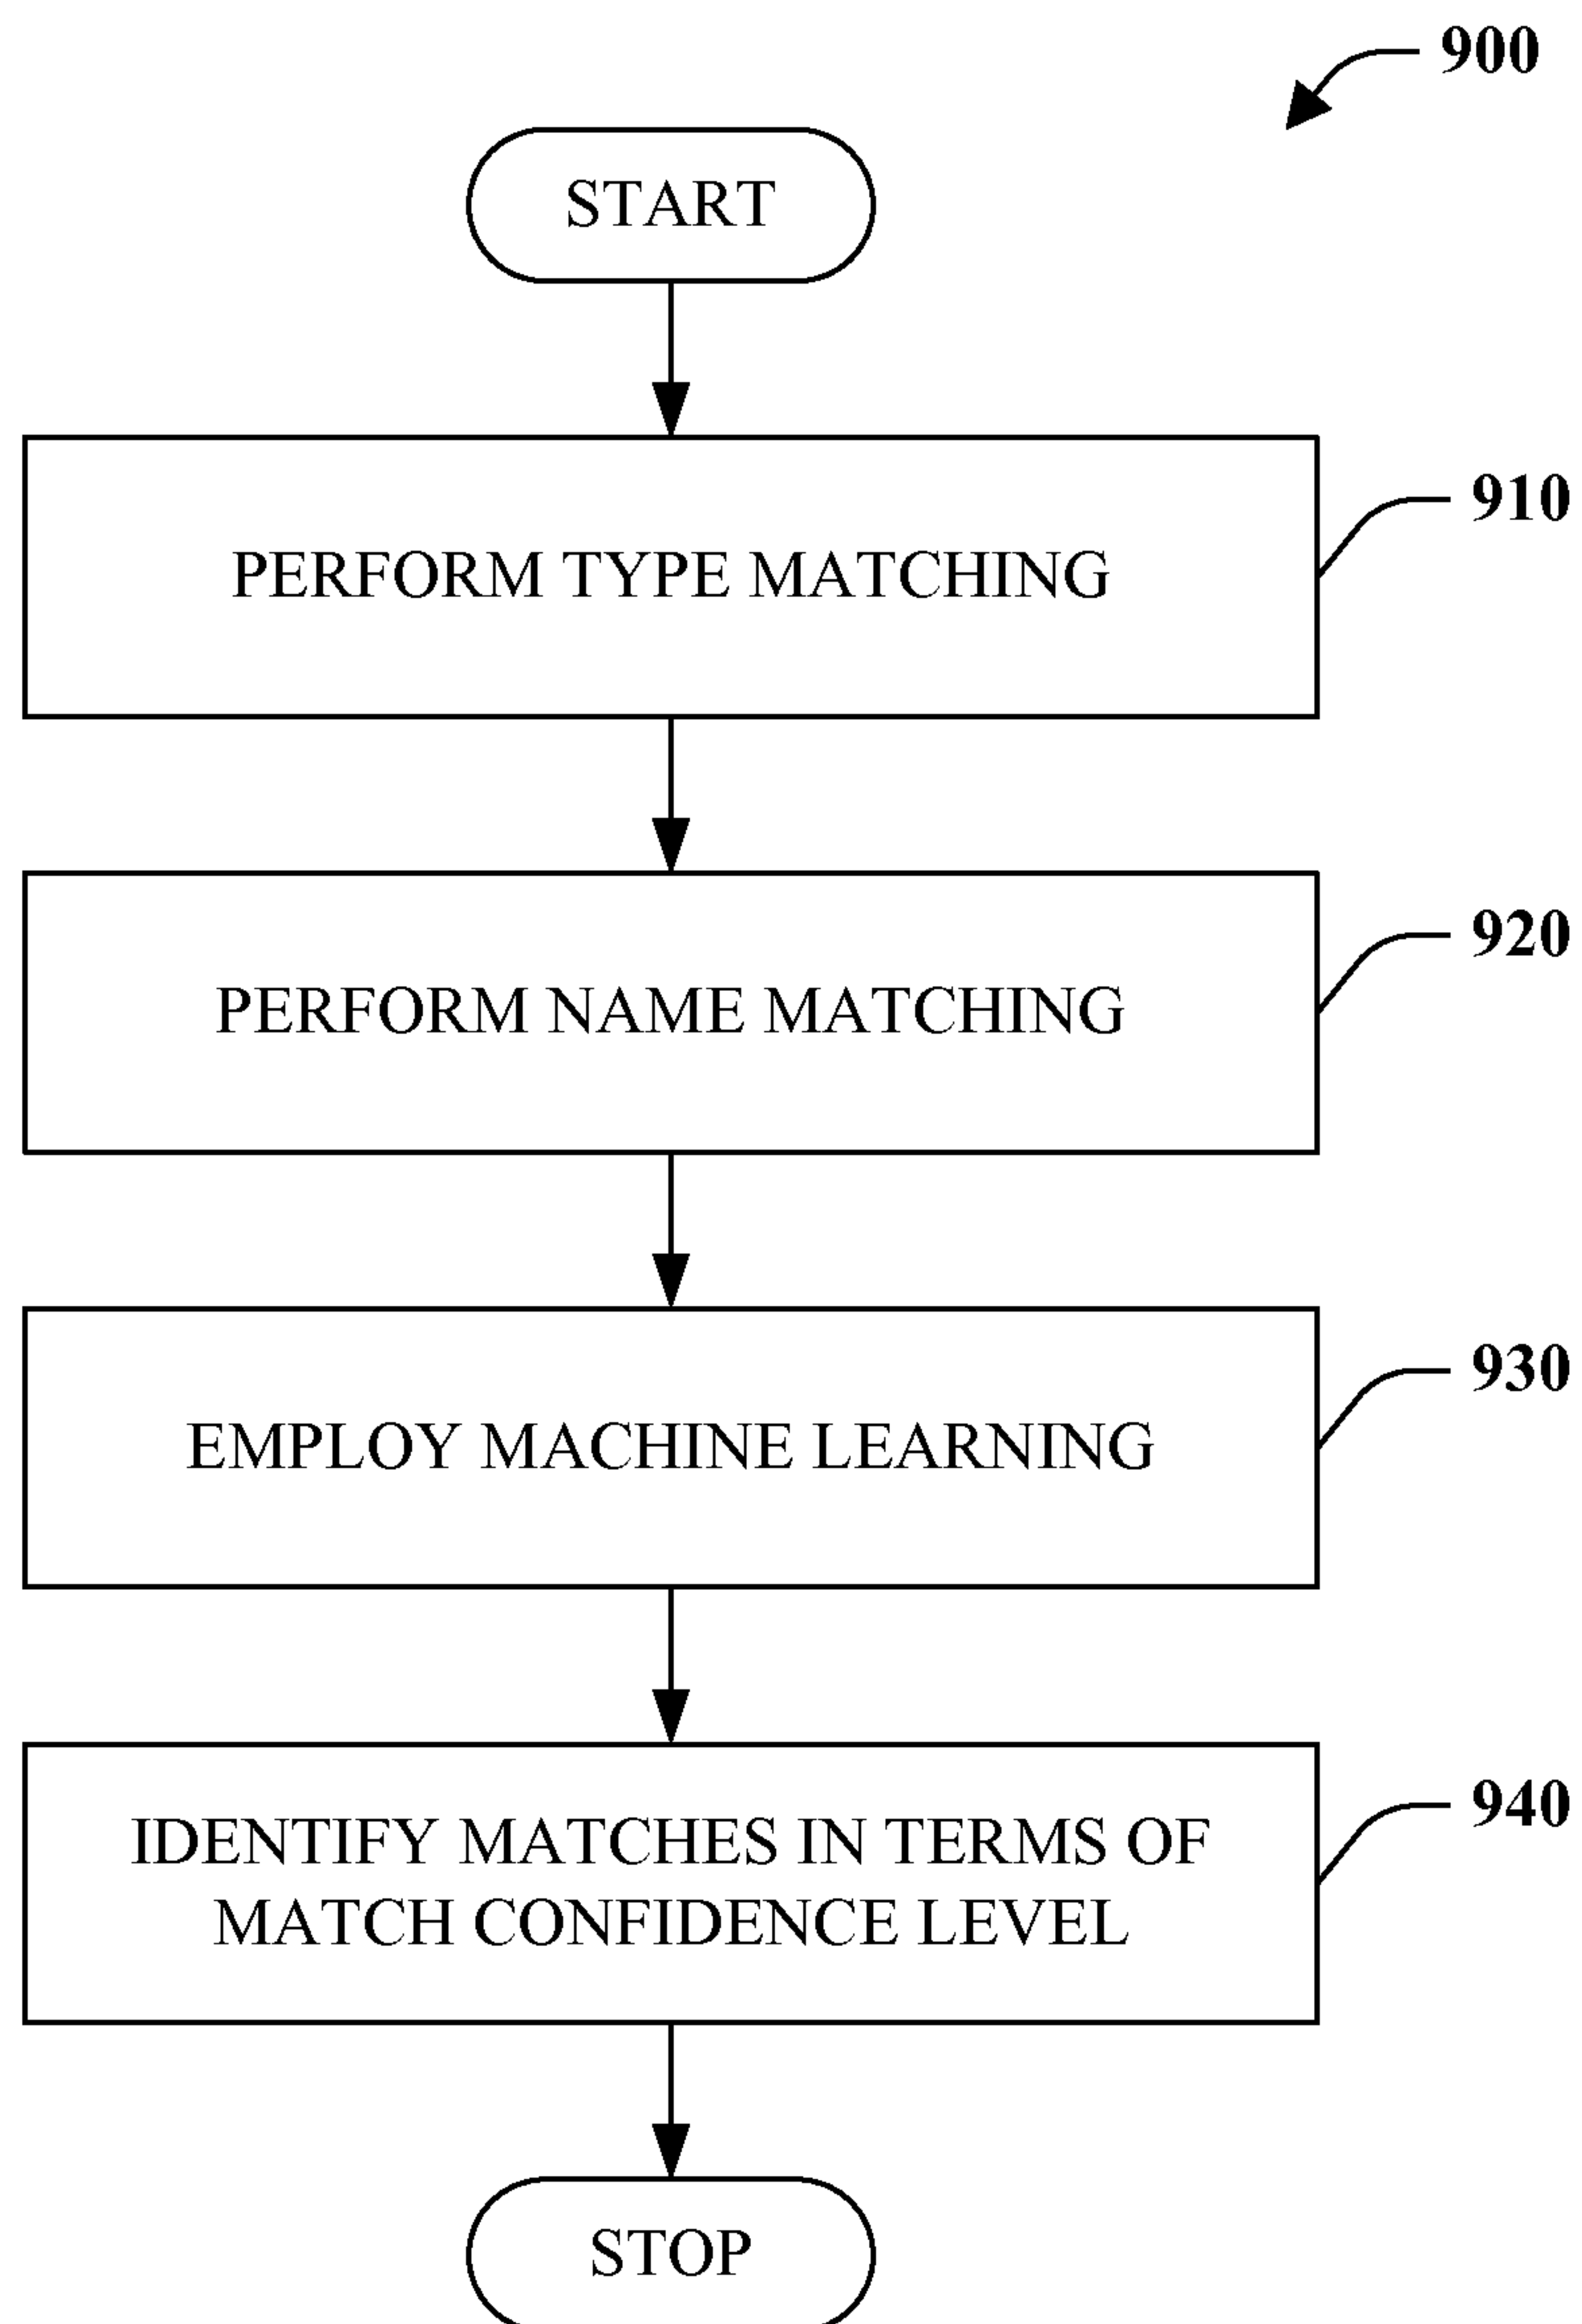 900
START
PERFORM TYPE MATCHING
910
PERFORM NAME MATCHING
920
EMPLOY MACHINE LEARNING
930
IDENTIFY MATCHES IN TERMS OF
MATCH CONFIDENCE LEVEL
940
STOP